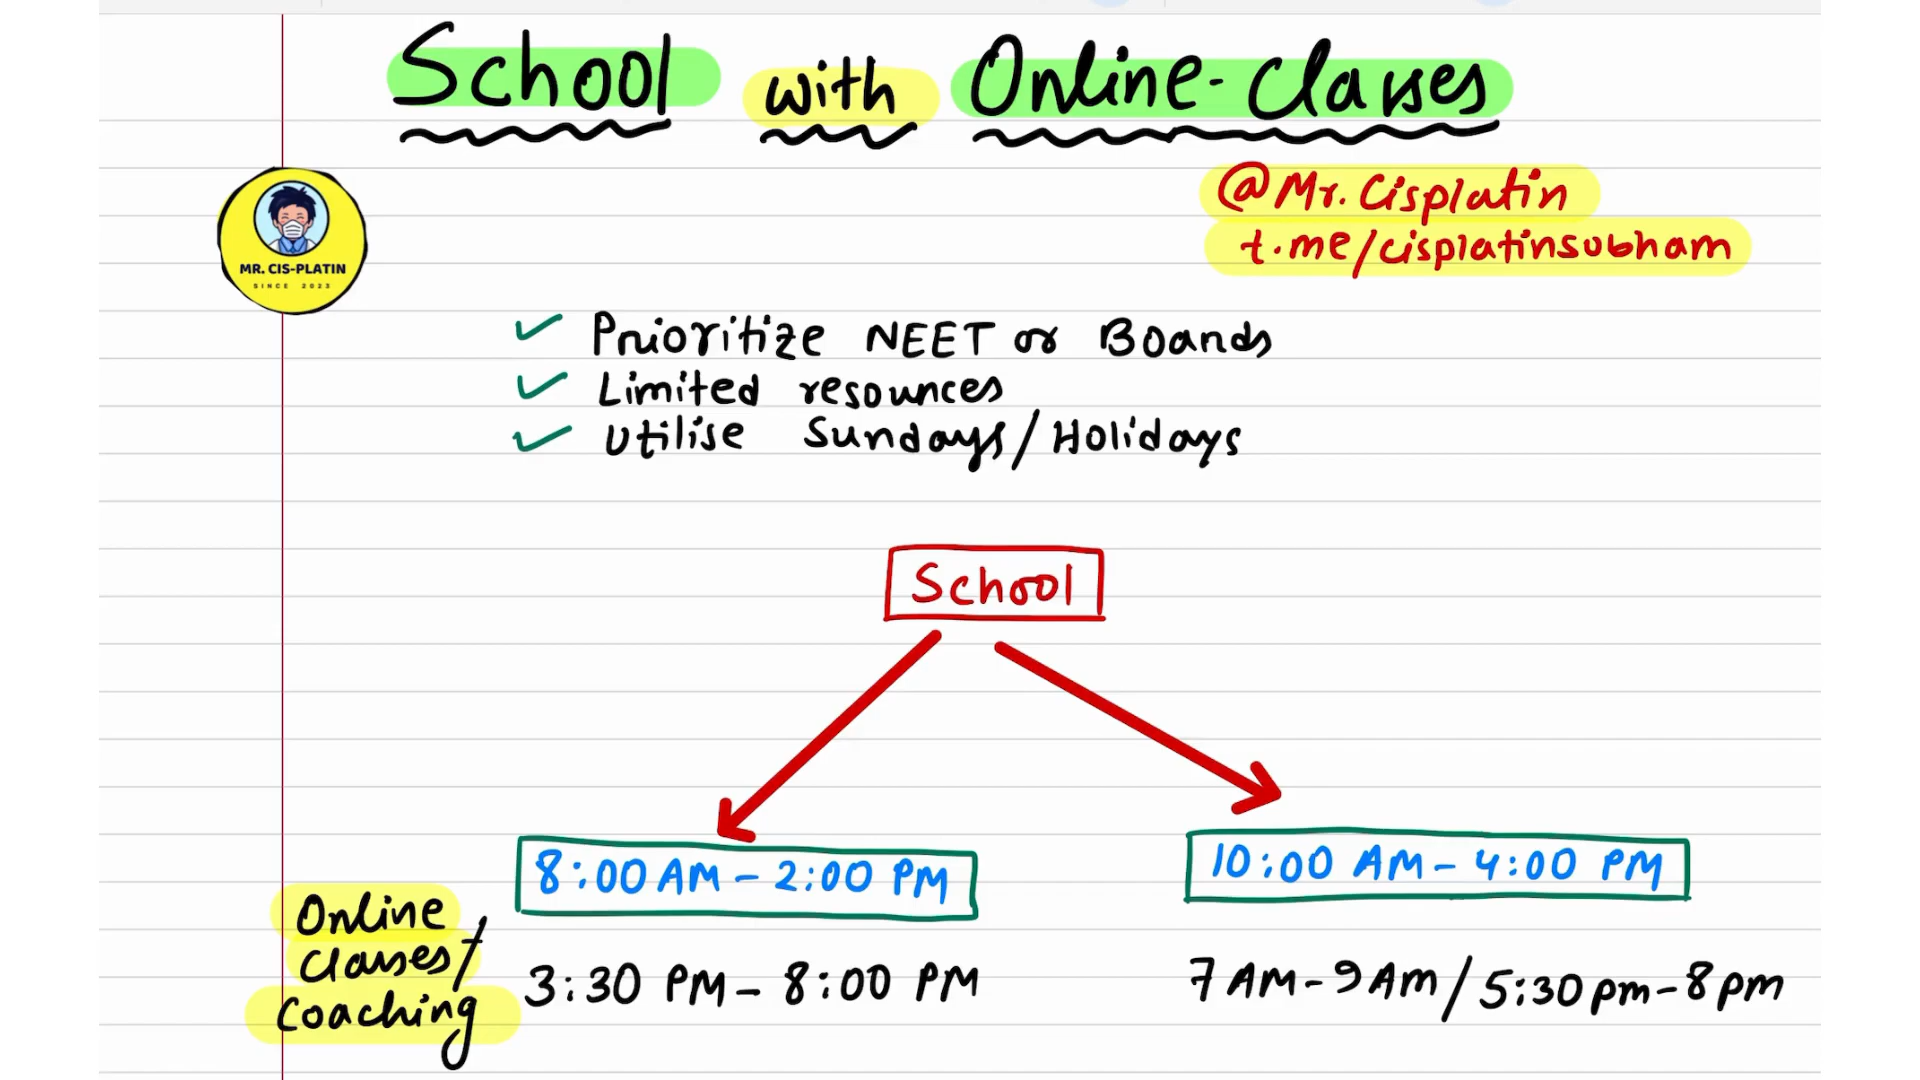 School with Online-Classes
@Mr. Cisplatin
t.me/cisplatinsubham
MR. CIS-PLATIN
SINCE 2023
✓ Prioritize NEET or Boards
✓ Limited resources
✓ Utilise Sundays/Holidays
School
8:00 AM - 2:00 PM
10:00 AM - 4:00 PM
Online
Classes/
Coaching
3:30 PM - 8:00 PM
7 AM - 9 AM / 5:30 pm - 8 pm